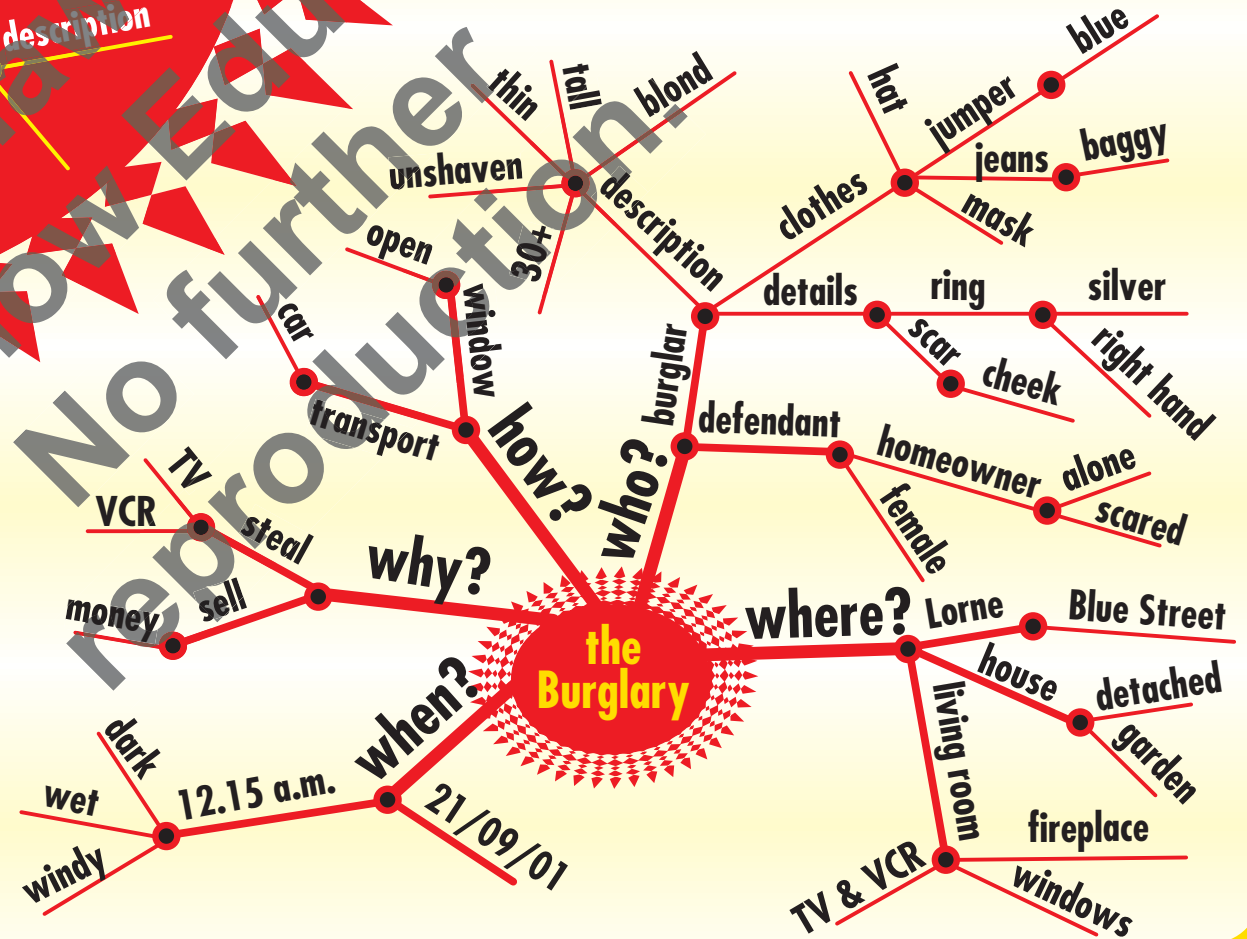 description
No further
reproduction.
the
Burglary
who?
burglar
description
unshaven
thin
tall
blond
30+
clothes
hat
jumper
blue
jeans
baggy
mask
details
ring
silver
right hand
scar
cheek
defendant
homeowner
alone
scared
female
where?
Lorne
Blue Street
house
detached
garden
living room
fireplace
windows
TV & VCR
when?
21/09/01
12.15 a.m.
dark
wet
windy
why?
steal
TV
VCR
sell
money
how?
window
open
transport
car